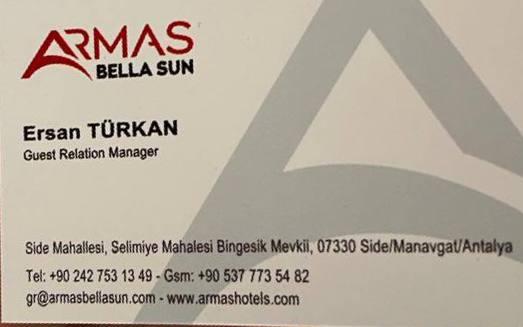 ARMAS
BELLA SUN
Ersan TÜRKAN
Guest Relation Manager
Side Mahallesi, Selimiye Mahalesi Bingesik Mevkii, 07330 Side/Manavgat/Antalya
Tel: +90 242 753 13 49 - Gsm: +90 537 773 54 82
gr@armasbellasun.com - www.armashotels.com